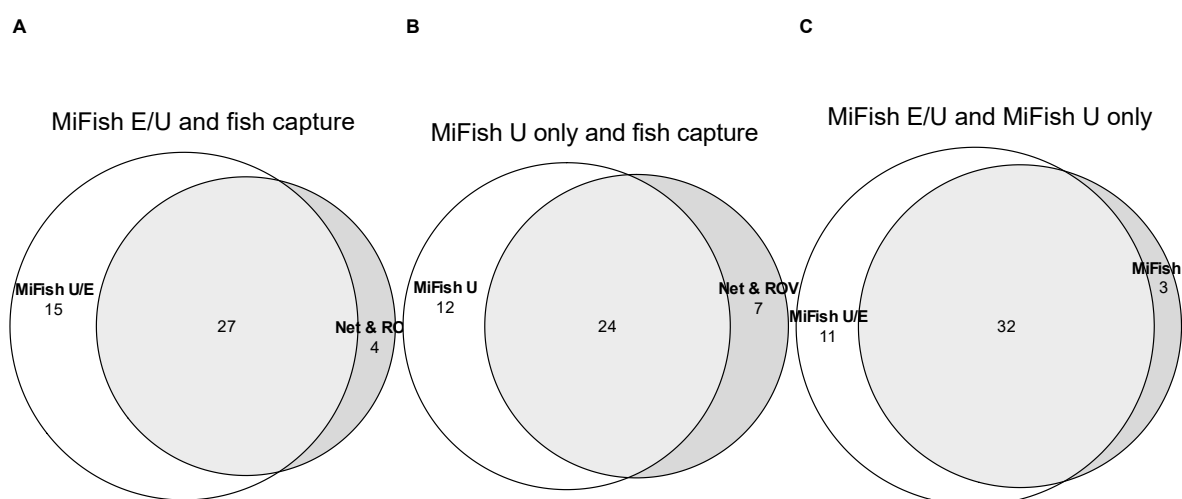 A
B
C
MiFish E/U and fish capture
MiFish U only and fish capture
MiFish E/U and MiFish U only
MiFish U/E
15
27
Net & RO
4
MiFish U
12
24
Net & ROV
7
MiFish U/E
11
32
MiFish
3